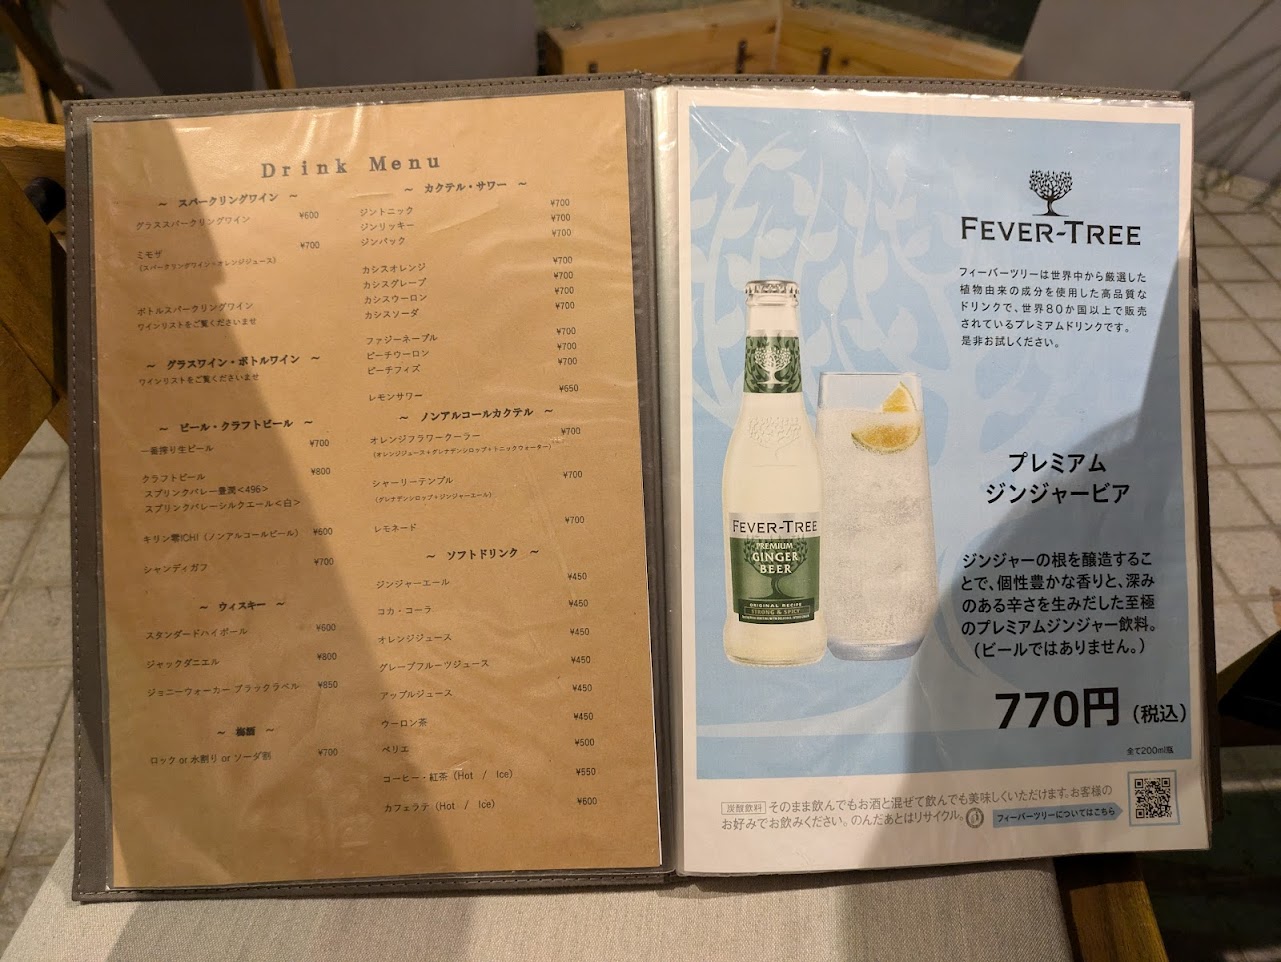 Drink Menu
～ スパークリングワイン ～
グラススパークリングワイン ¥600
ミモザ ¥700
(スパークリングワイン+オレンジジュース)
ボトルスパークリングワイン
ワインリストをご覧くださいませ
～ グラスワイン・ボトルワイン ～
ワインリストをご覧くださいませ
～ ビール・クラフトビール ～
一番搾り生ビール ¥700
クラフトビール ¥800
スプリンクバレー豊潤<496>
スプリンクバレーシルクエール<白>
キリン零ICHI（ノンアルコールビール） ¥600
シャンディガフ ¥700
～ ウィスキー ～
スタンダードハイボール ¥600
ジャックダニエル ¥800
ジョニーウォーカー ブラックラベル ¥850
～ 梅酒 ～
ロック or 水割り or ソーダ割 ¥700
～ カクテル・サワー ～
ジントニック ¥700
ジンリッキー ¥700
ジンバック ¥700
カシスオレンジ ¥700
カシスグレープ ¥700
カシスウーロン ¥700
カシスソーダ ¥700
ファジーネーブル ¥700
ピーチウーロン ¥700
ピーチフィズ ¥700
レモンサワー ¥650
～ ノンアルコールカクテル ～
オレンジフラワークーラー ¥700
(オレンジジュース+グレナデンシロップ+トニックウォーター)
シャーリーテンプル ¥700
(グレナデンシロップ+ジンジャーエール)
レモネード ¥700
～ ソフトドリンク ～
ジンジャーエール ¥450
コカ・コーラ ¥450
オレンジジュース ¥450
グレープフルーツジュース ¥450
アップルジュース ¥450
ウーロン茶 ¥450
ペリエ ¥500
コーヒー・紅茶（Hot / Ice） ¥550
カフェラテ（Hot / Ice） ¥600
FEVER-TREE
フィーバーツリーは世界中から厳選した
植物由来の成分を使用した高品質な
ドリンクで、世界80か国以上で販売
されているプレミアムドリンクです。
是非お試しください。
FEVER-TREE
PREMIUM
GINGER
BEER
ORIGINAL RECIPE
STRONG & SPICY
プレミアム
ジンジャービア
ジンジャーの根を醸造するこ
とで、個性豊かな香りと、深み
のある辛さを生みだした至極
のプレミアムジンジャー飲料。
（ビールではありません。）
770円（税込）
全て200ml瓶
炭酸飲料 そのまま飲んでもお酒と混ぜて飲んでも美味しくいただけます。お客様の
お好みでお飲みください。のんだあとはリサイクル。
フィーバーツリーについてはこちら